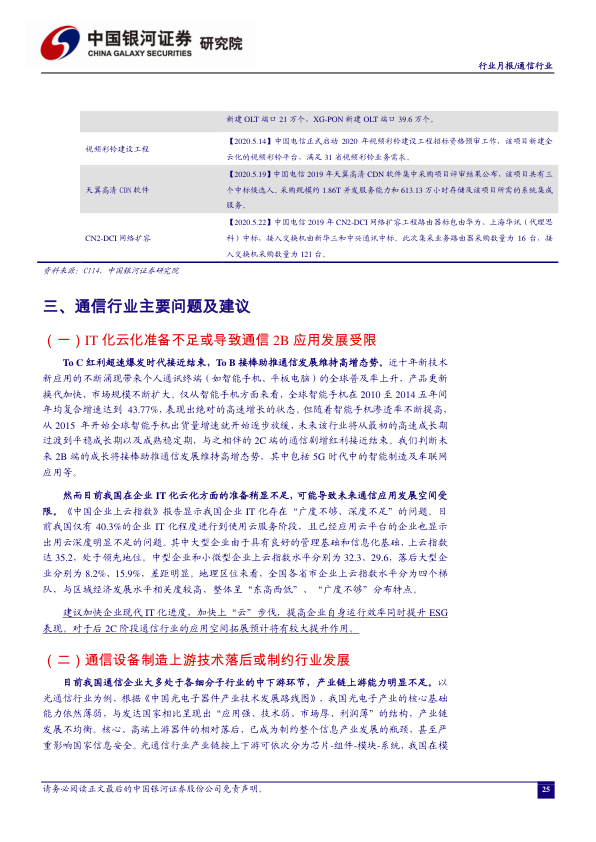 中国银河证券 研究院
CHINA GALAXY SECURITIES
行业月报/通信行业
新建 OLT 端口 21 万个，XG-PON 新建 OLT 端口 39.6 万个。
视频彩铃建设工程
【2020.5.14】中国电信正式启动 2020 年视频彩铃建设工程招标资格预审工作，该项目新建全
云化的视频彩铃平台，满足 31 省视频彩铃业务需求。
天翼高清 CDN 软件
【2020.5.19】中国电信 2019 年天翼高清 CDN 软件集中采购项目评审结果公布，该项目共有三
个中标候选人。采购规模约 1.86T 并发服务能力和 613.13 万小时存储及该项目所需的系统集成
服务。
CN2-DCI 网络扩容
【2020.5.22】中国电信 2019 年 CN2-DCI 网络扩容工程路由器标包由华为、上海华讯（代理思
科）中标，接入交换机由新华三和中兴通讯中标。此次集采业务路由器采购数量为 16 台，接
入交换机采购数量为 121 台。
资料来源：C114，中国银河证券研究院
三、通信行业主要问题及建议
（一）IT 化云化准备不足或导致通信 2B 应用发展受限
To C 红利超速爆发时代接近结束，To B 接棒助推通信发展维持高增态势。近十年新技术
新应用的不断涌现带来个人通讯终端（如智能手机、平板电脑）的全球普及率上升，产品更新
换代加快，市场规模不断扩大。仅从智能手机方面来看，全球智能手机在 2010 至 2014 五年间
年均复合增速达到 43.77%，表现出绝对的高速增长的状态。但随着智能手机渗透率不断提高，
从 2015 年开始全球智能手机出货量增速就开始逐步放缓，未来该行业将从最初的高速成长期
过渡到平稳成长期以及成熟稳定期，与之相伴的 2C 端的通信剧增红利接近结束。我们判断未
来 2B 端的成长将接棒助推通信发展维持高增态势，其中包括 5G 时代中的智能制造及车联网
应用等。
然而目前我国在企业 IT 化云化方面的准备稍显不足，可能导致未来通信应用发展空间受
限。《中国企业上云指数》报告显示我国企业 IT 化存在“广度不够、深度不足”的问题。目
前我国仅有 40.3%的企业 IT 化程度进行到使用云服务阶段，且已经应用云平台的企业也显示
出用云深度明显不足的问题。其中大型企业由于具有良好的管理基础和信息化基础，上云指数
达 35.2，处于领先地位。中型企业和小微型企业上云指数水平分别为 32.3、29.6，落后大型企
业分别为 8.2%、15.9%，差距明显。地理区位来看，全国各省市企业上云指数水平分为四个梯
队，与区域经济发展水平相关度较高，整体呈“东高西低”、“广度不够”分布特点。
建议加快企业现代 IT 化进度，加快上“云”步伐，提高企业自身运行效率同时提升 ESG
表现。对于后 2C 阶段通信行业的应用空间拓展预计将有较大提升作用。
（二）通信设备制造上游技术落后或制约行业发展
目前我国通信企业大多处于各细分子行业的中下游环节，产业链上游能力明显不足。以
光通信行业为例，根据《中国光电子器件产业技术发展路线图》，我国光电子产业的核心基础
能力依然薄弱，与发达国家相比呈现出“应用强、技术弱、市场厚、利润薄”的结构，产业链
发展不均衡。核心、高端上游器件的相对落后，已成为制约整个信息产业发展的瓶颈，甚至严
重影响国家信息安全。光通信行业产业链按上下游可依次分为芯片-组件-模块-系统，我国在模
请务必阅读正文最后的中国银河证券股份公司免责声明。
25